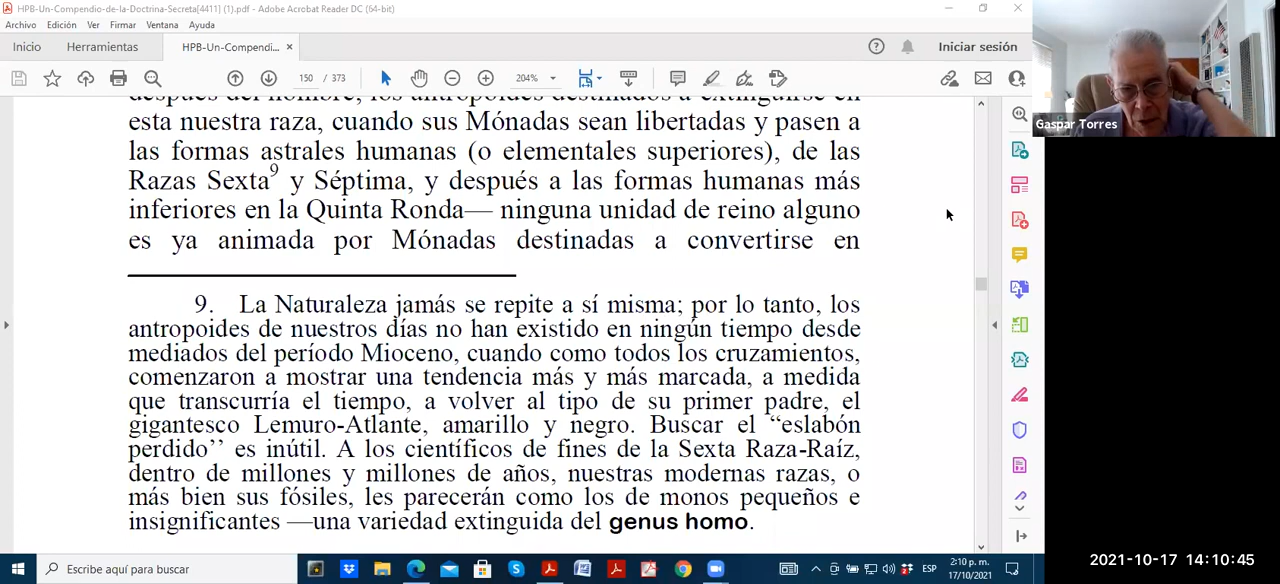 HPB-Un-Compendio-de-la-Doctrina-Secreta[4411] (1).pdf - Adobe Acrobat Reader DC (64-bit)
Archivo Edición Ver Firmar Ventana Ayuda
Inicio Herramientas HPB-Un-Compendi... × Iniciar sesión
150 / 373 204%
después del hombre, los antropoides destinados a extinguirse en
esta nuestra raza, cuando sus Mónadas sean libertadas y pasen a
las formas astrales humanas (o elementales superiores), de las
Razas Sexta9 y Séptima, y después a las formas humanas más
inferiores en la Quinta Ronda— ninguna unidad de reino alguno
es ya animada por Mónadas destinadas a convertirse en
9. La Naturaleza jamás se repite a sí misma; por lo tanto, los
antropoides de nuestros días no han existido en ningún tiempo desde
mediados del período Mioceno, cuando como todos los cruzamientos,
comenzaron a mostrar una tendencia más y más marcada, a medida
que transcurría el tiempo, a volver al tipo de su primer padre, el
gigantesco Lemuro-Atlante, amarillo y negro. Buscar el “eslabón
perdido’’ es inútil. A los científicos de fines de la Sexta Raza-Raíz,
dentro de millones y millones de años, nuestras modernas razas, o
más bien sus fósiles, les parecerán como los de monos pequeños e
insignificantes —una variedad extinguida del genus homo.
Gaspar Torres
Escribe aquí para buscar
ESP
2:10 p. m.
17/10/2021
2021-10-17 14:10:45